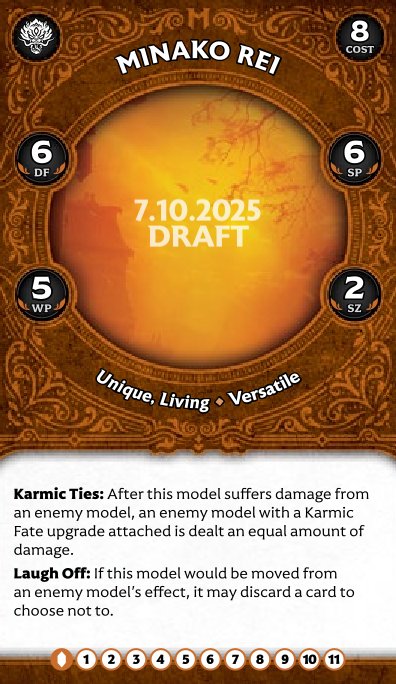 MINAKO REI
8
COST
6
DF
6
SP
7.10.2025
DRAFT
5
WP
2
SZ
Unique, Living ◆ Versatile
Karmic Ties: After this model suffers damage from
an enemy model, an enemy model with a Karmic
Fate upgrade attached is dealt an equal amount of
damage.
Laugh Off: If this model would be moved from
an enemy model's effect, it may discard a card to
choose not to.
1 2 3 4 5 6 7 8 9 10 11